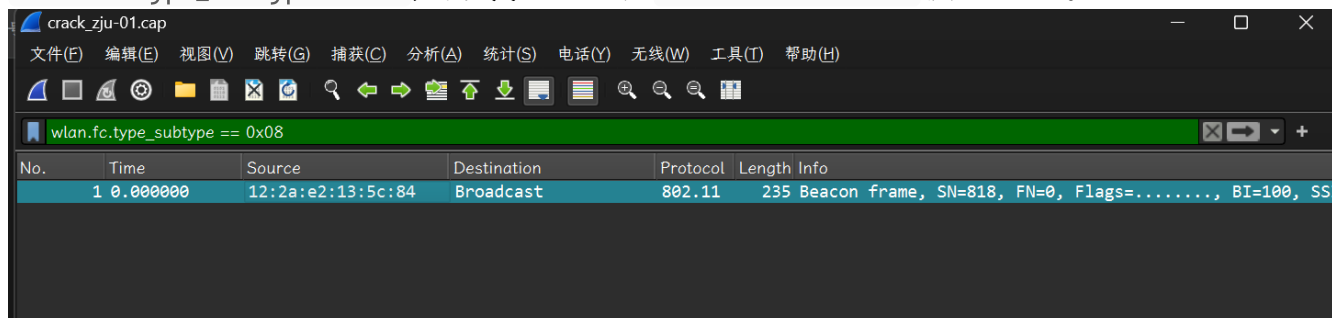 crack_zju-01.cap
文件(F) 编辑(E) 视图(V) 跳转(G) 捕获(C) 分析(A) 统计(S) 电话(Y) 无线(W) 工具(T) 帮助(H)
wlan.fc.type_subtype == 0x08
No. Time Source Destination Protocol Length Info
1 0.000000 12:2a:e2:13:5c:84 Broadcast 802.11 235 Beacon frame, SN=818, FN=0, Flags=........, BI=100, SS